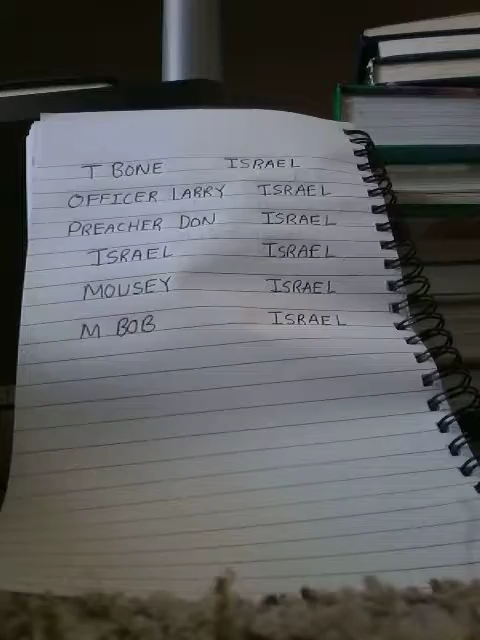 T BONE ISRAEL
OFFICER LARRY ISRAEL
PREACHER DON ISRAEL
ISRAEL ISRAEL
MOUSEY ISRAEL
M BOB ISRAEL